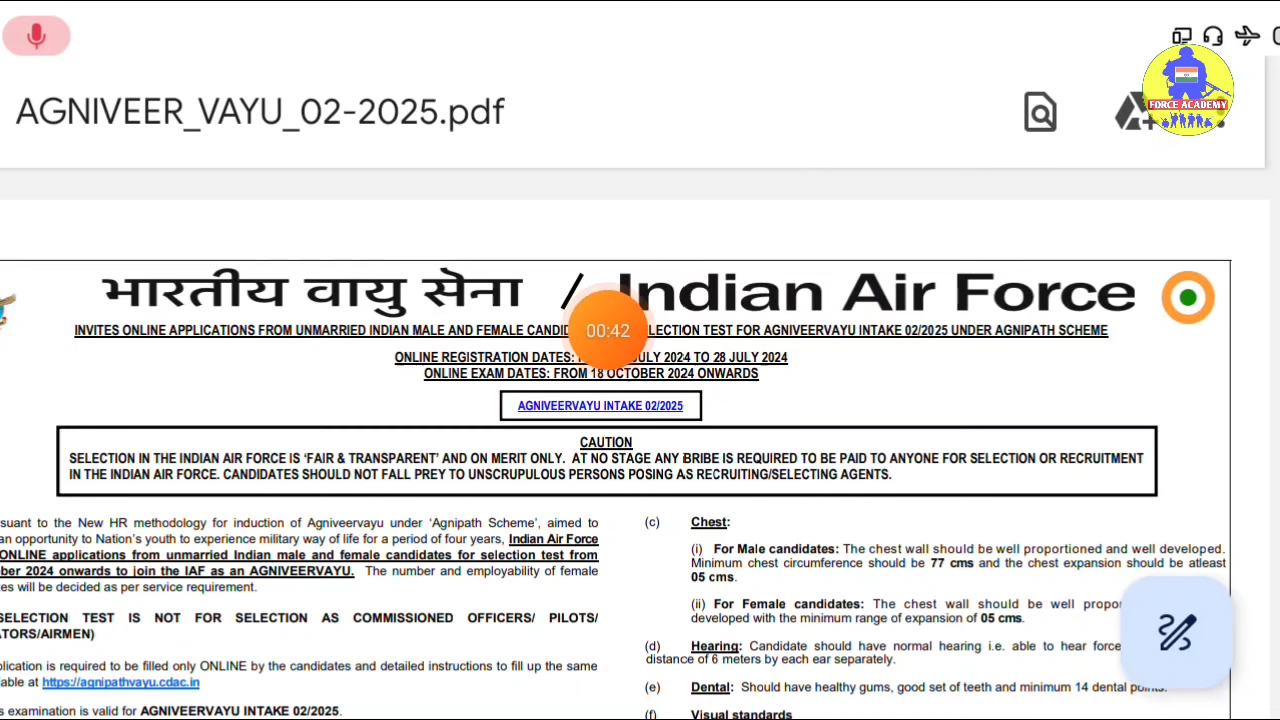 AGNIVEER_VAYU_02-2025.pdf
FORCE ACADEMY
भारतीय वायु सेना / Indian Air Force
INVITES ONLINE APPLICATIONS FROM UNMARRIED INDIAN MALE AND FEMALE LECTION TEST FOR AGNIVEERVAYU INTAKE 02/2025 UNDER AGNIPATH SCHEME
00:42
ONLINE REGISTRATION DATES: JULY 2024 TO 28 JULY 2024
ONLINE EXAM DATES: FROM 18 OCTOBER 2024 ONWARDS
AGNIVEERVAYU INTAKE 02/2025
CAUTION
SELECTION IN THE INDIAN AIR FORCE IS ‘FAIR & TRANSPARENT’ AND ON MERIT ONLY. AT NO STAGE ANY BRIBE IS REQUIRED TO BE PAID TO ANYONE FOR SELECTION OR RECRUITMENT
IN THE INDIAN AIR FORCE. CANDIDATES SHOULD NOT FALL PREY TO UNSCRUPULOUS PERSONS POSING AS RECRUITING/SELECTING AGENTS.
suant to the New HR methodology for induction of Agniveervayu under ‘Agnipath Scheme’, aimed to
an opportunity to Nation’s youth to experience military way of life for a period of four years, Indian Air Force
ONLINE applications from unmarried Indian male and female candidates for selection test from
ber 2024 onwards to join the IAF as an AGNIVEERVAYU. The number and employability of female
tes will be decided as per service requirement.
SELECTION TEST IS NOT FOR SELECTION AS COMMISSIONED OFFICERS/ PILOTS/
ATORS/AIRMEN)
plication is required to be filled only ONLINE by the candidates and detailed instructions to fill up the same
able at https://agnipathvayu.cdac.in
s examination is valid for AGNIVEERVAYU INTAKE 02/2025.
(c) Chest:
(i) For Male candidates: The chest wall should be well proportioned and well developed.
Minimum chest circumference should be 77 cms and the chest expansion should be atleast
05 cms.
(ii) For Female candidates: The chest wall should be well propor
developed with the minimum range of expansion of 05 cms.
(d) Hearing: Candidate should have normal hearing i.e. able to hear force
distance of 6 meters by each ear separately.
(e) Dental: Should have healthy gums, good set of teeth and minimum 14 dental points.
(f) Visual standards